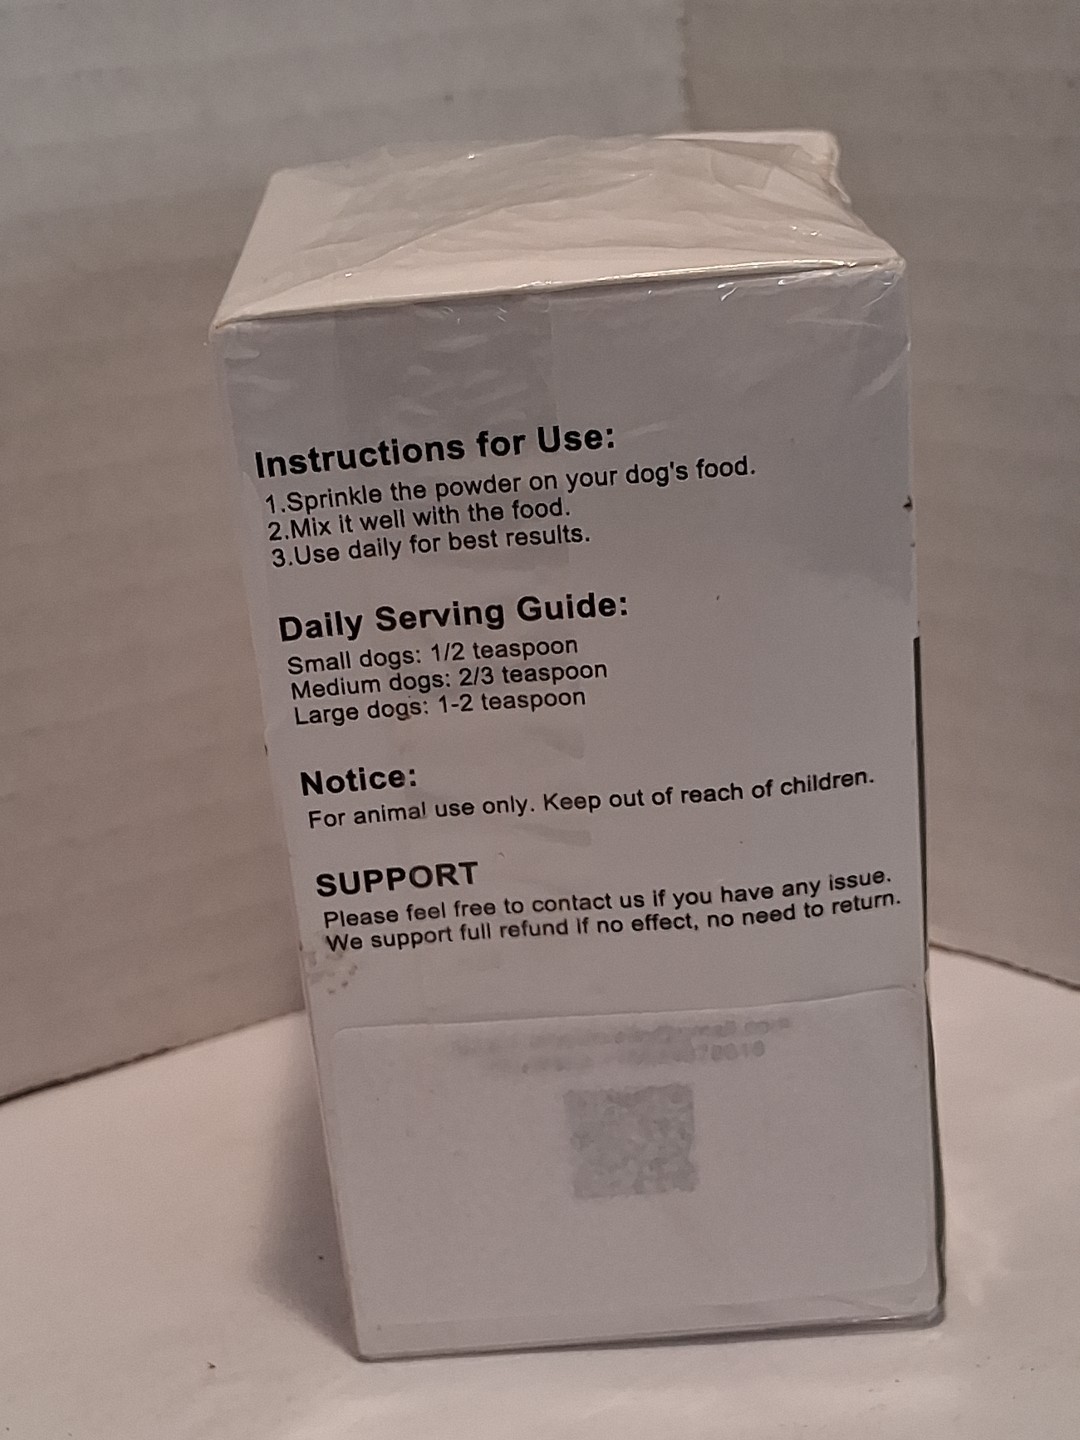 Instructions for Use:
1.Sprinkle the powder on your dog's food.
2.Mix it well with the food.
3.Use daily for best results.
Daily Serving Guide:
Small dogs: 1/2 teaspoon
Medium dogs: 2/3 teaspoon
Large dogs: 1-2 teaspoon
Notice:
For animal use only. Keep out of reach of children.
SUPPORT
Please feel free to contact us if you have any issue.
We support full refund if no effect, no need to return.